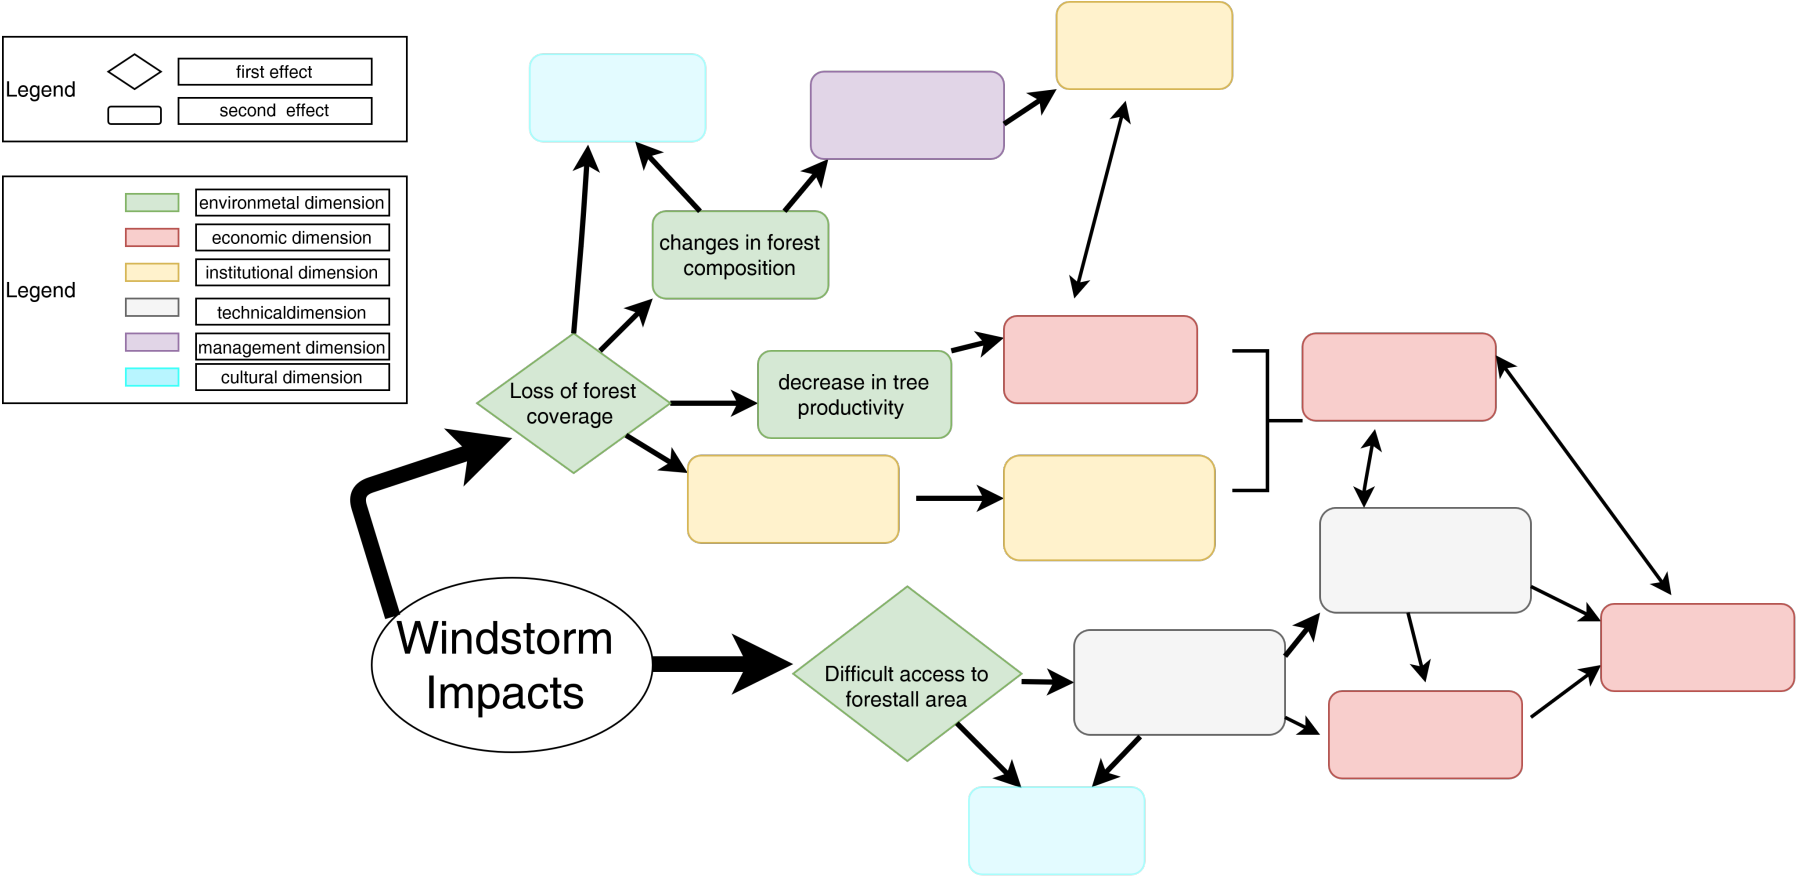 Legend
first effect
second effect
Legend
environmetal dimension
economic dimension
institutional dimension
technicaldimension
management dimension
cultural dimension
changes in forest
composition
Loss of forest
coverage
decrease in tree
productivity
Windstorm
Impacts
Difficult access to
forestall area